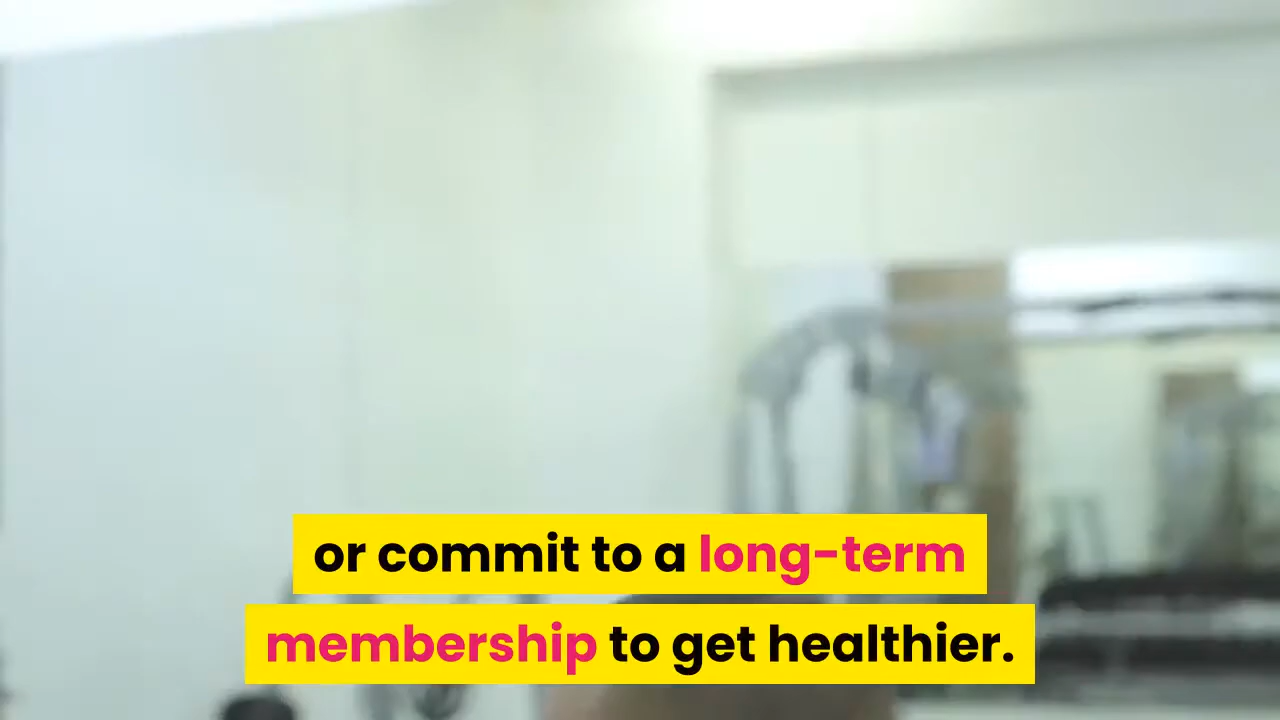 or commit to a long-term
membership to get healthier.